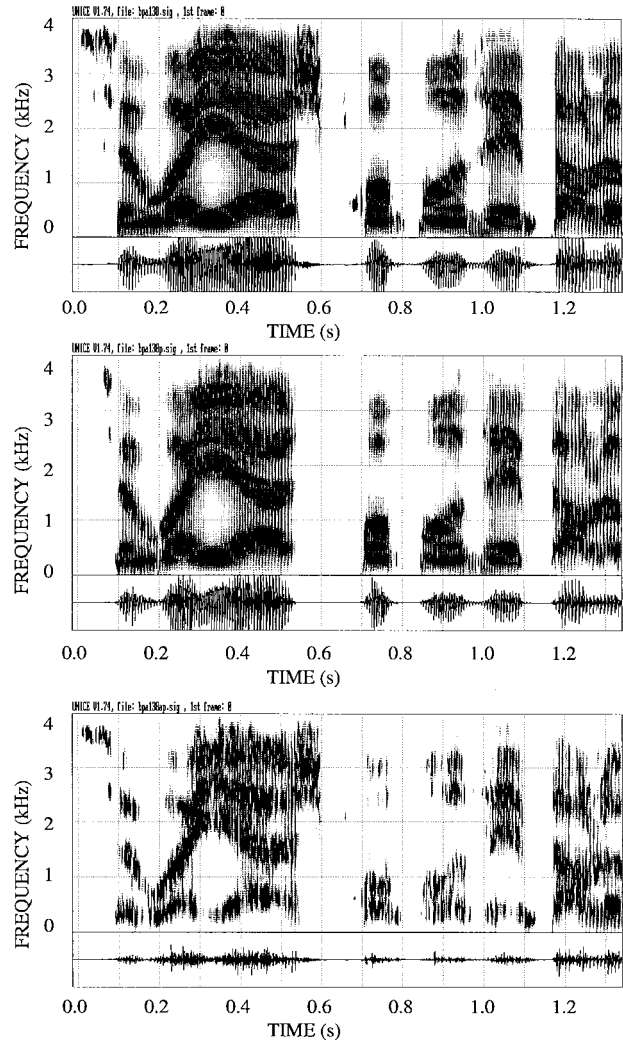 UNICE V1.74, file: bpa138.sig , 1st frame: 0
4
3
2
1
0
FREQUENCY (kHz)
0.0 0.2 0.4 0.6 0.8 1.0 1.2
TIME (s)
UNICE V1.74, file: bpa138p.sig , 1st frame: 0
4
3
2
1
0
FREQUENCY (kHz)
0.0 0.2 0.4 0.6 0.8 1.0 1.2
TIME (s)
UNICE V1.74, file: bpa138ap.sig , 1st frame: 0
4
3
2
1
0
FREQUENCY (kHz)
0.0 0.2 0.4 0.6 0.8 1.0 1.2
TIME (s)